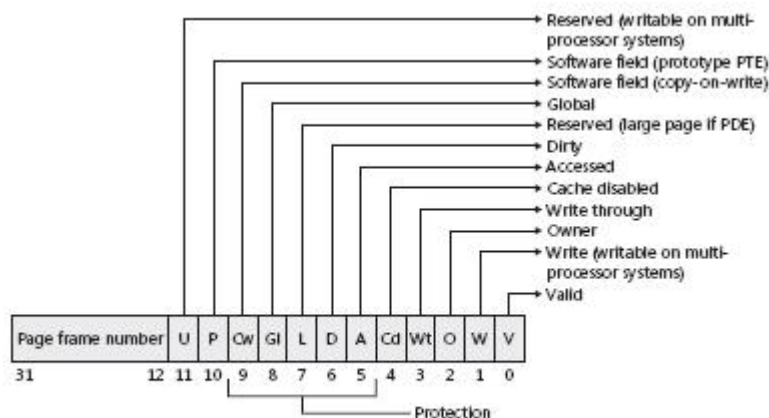 Reserved (writable on multi-
processor systems)
Software field (prototype PTE)
Software field (copy-on-write)
Global
Reserved (large page if PDE)
Dirty
Accessed
Cache disabled
Write through
Owner
Write (writable on multi-
processor systems)
Valid
Page frame number U P Cw Gl L D A Cd Wt O W V
31 12 11 10 9 8 7 6 5 4 3 2 1 0
Protection